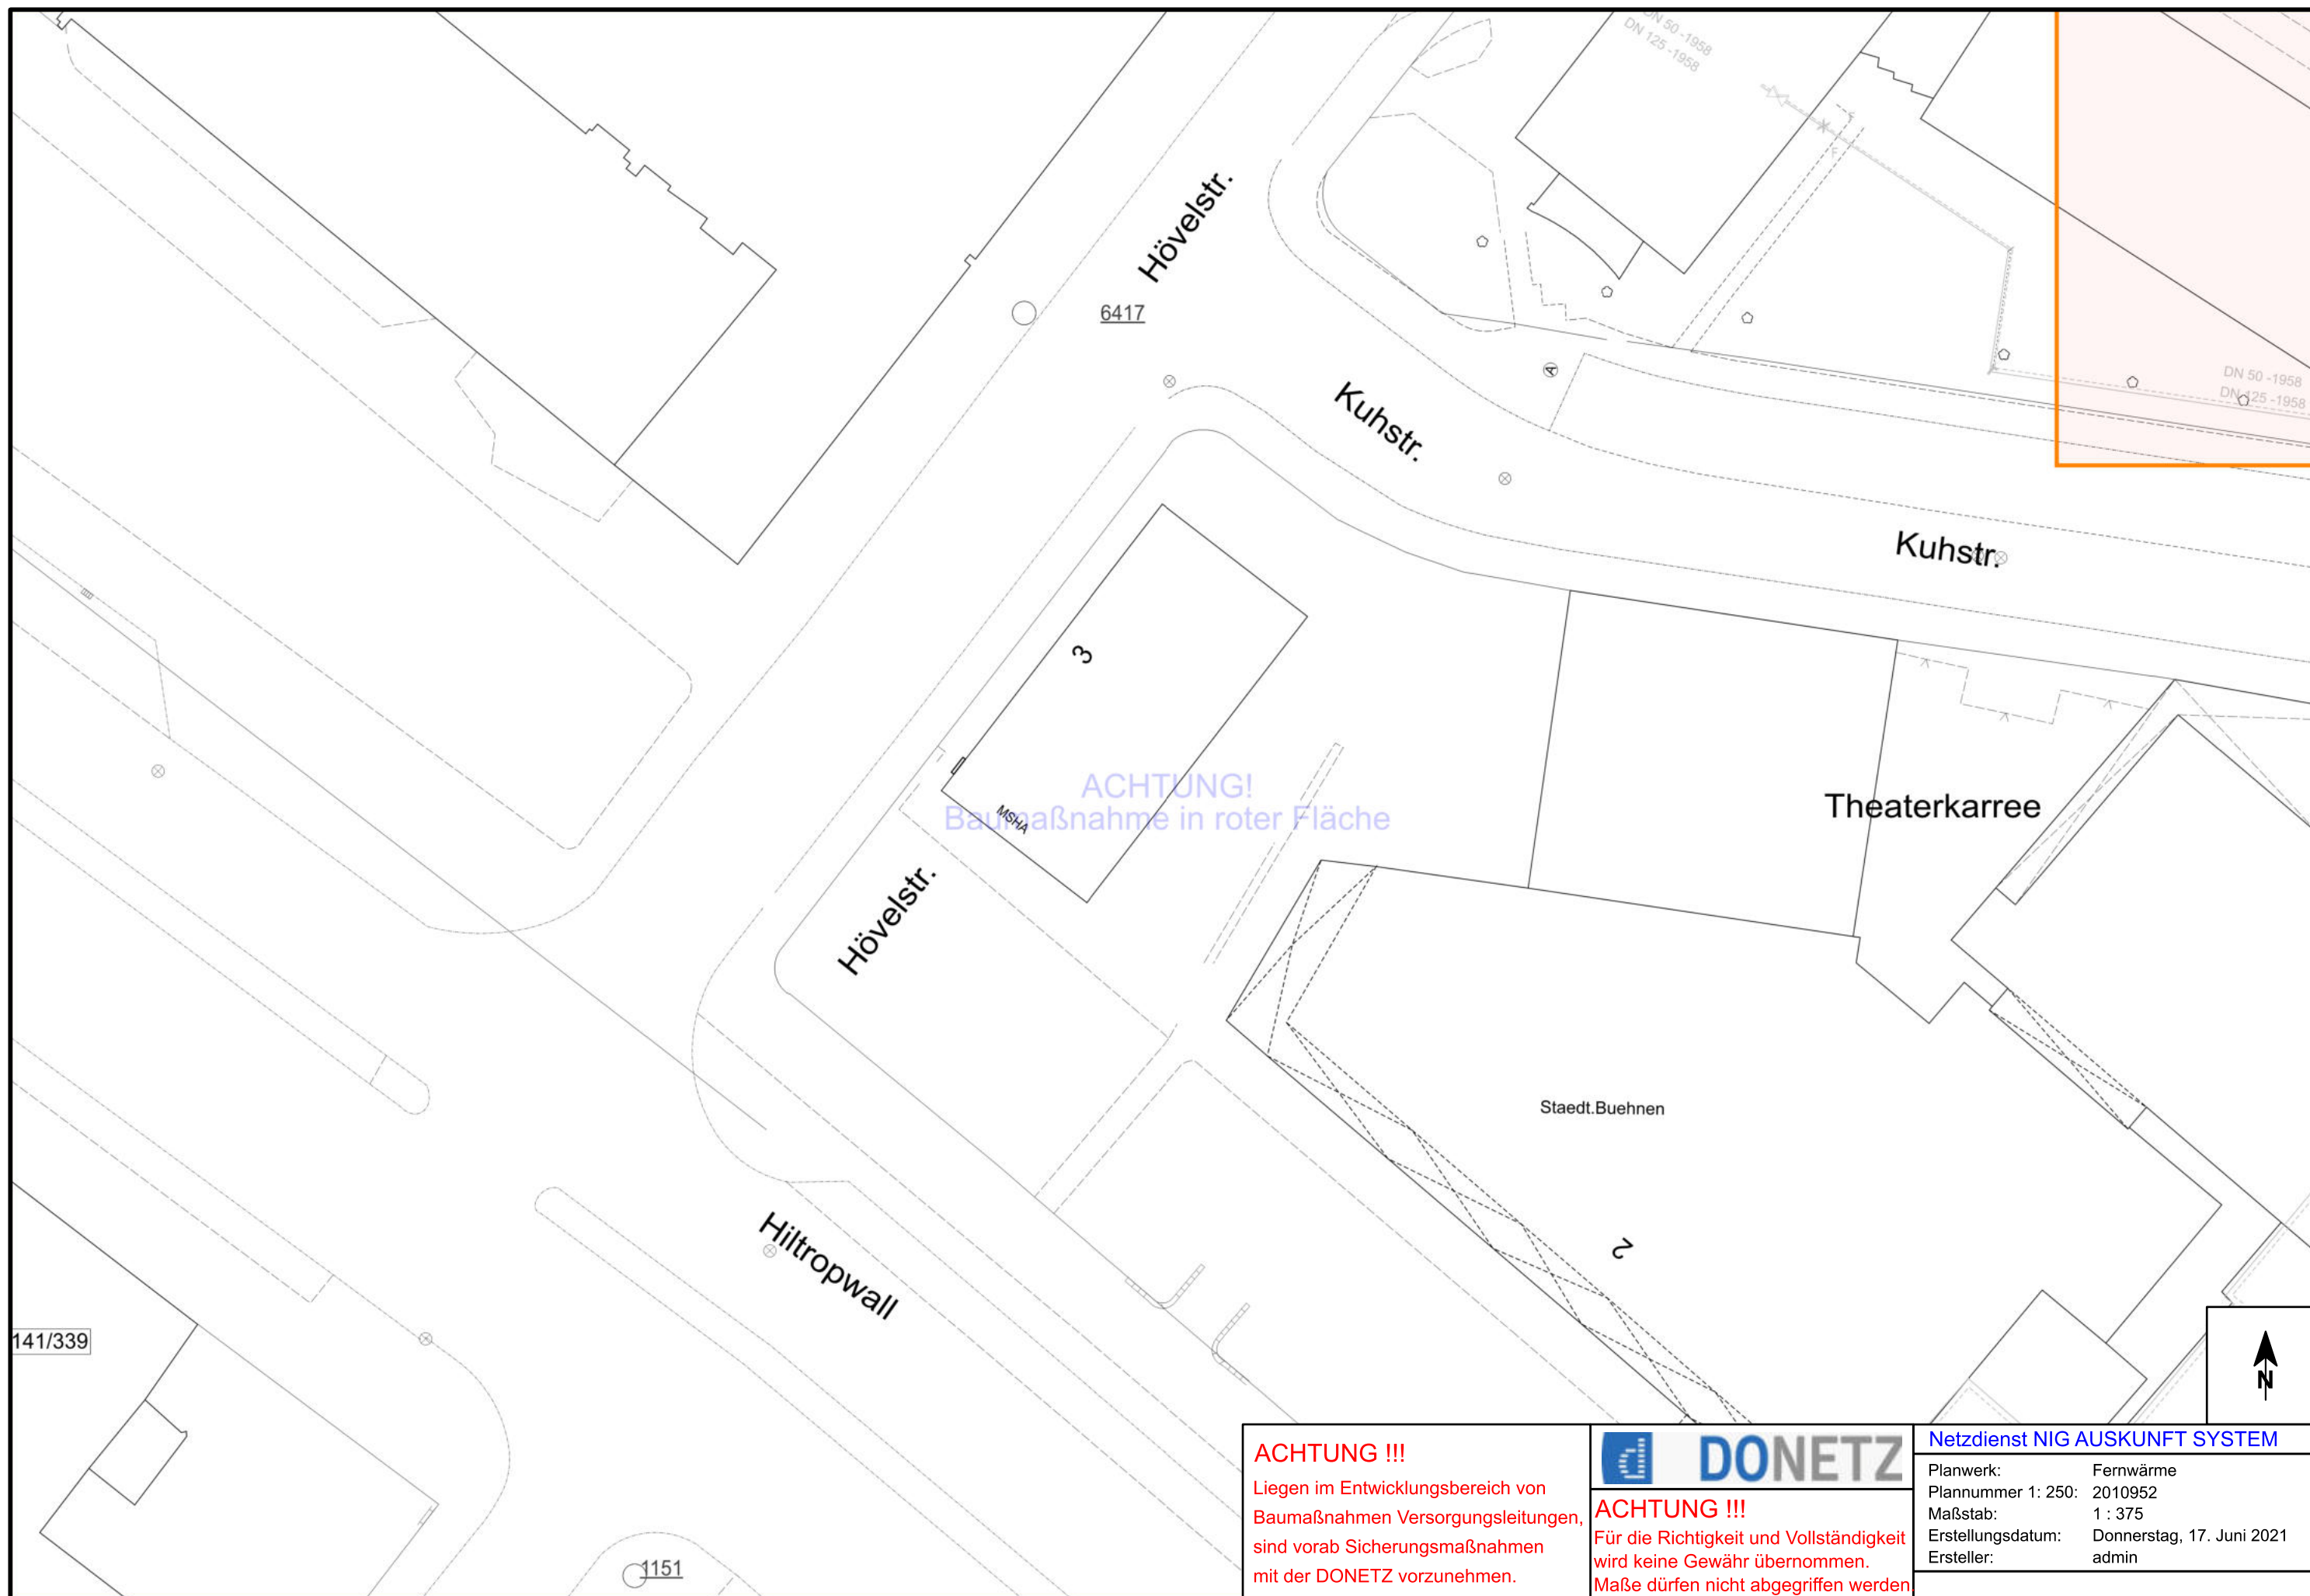 DN 50 -1958
DN 125 -1958
F
F
Hövelstr.
6417
A
Kuhstr.
DN 50 -1958
DN 125 -1958
Kuhstr.
3
ACHTUNG!
Baumaßnahme in roter Fläche
MSHA
Theaterkarree
Hövelstr.
Staedt.Buehnen
2
Hiltropwall
141/339
1151
N
ACHTUNG !!!
Liegen im Entwicklungsbereich von
Baumaßnahmen Versorgungsleitungen,
sind vorab Sicherungsmaßnahmen
mit der DONETZ vorzunehmen.
d DONETZ
ACHTUNG !!!
Für die Richtigkeit und Vollständigkeit
wird keine Gewähr übernommen.
Maße dürfen nicht abgegriffen werden
Netzdienst NIG AUSKUNFT SYSTEM
Planwerk: Fernwärme
Plannummer 1: 250: 2010952
Maßstab: 1 : 375
Erstellungsdatum: Donnerstag, 17. Juni 2021
Ersteller: admin